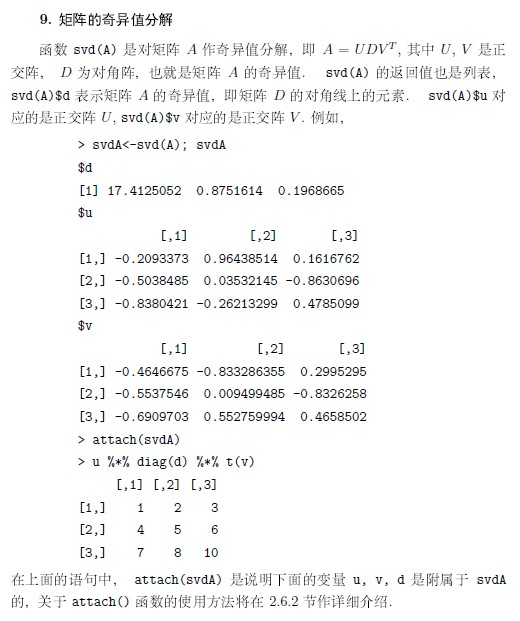 9. 矩阵的奇异值分解
函数 svd(A) 是对矩阵 A 作奇异值分解, 即 A = UDV^T, 其中 U, V 是正
交阵, D 为对角阵, 也就是矩阵 A 的奇异值. svd(A) 的返回值也是列表,
svd(A)$d 表示矩阵 A 的奇异值, 即矩阵 D 的对角线上的元素. svd(A)$u 对
应的是正交阵 U, svd(A)$v 对应的是正交阵 V. 例如,
> svdA<-svd(A); svdA
$d
[1] 17.4125052 0.8751614 0.1968665
$u
[,1] [,2] [,3]
[1,] -0.2093373 0.96438514 0.1616762
[2,] -0.5038485 0.03532145 -0.8630696
[3,] -0.8380421 -0.26213299 0.4785099
$v
[,1] [,2] [,3]
[1,] -0.4646675 -0.833286355 0.2995295
[2,] -0.5537546 0.009499485 -0.8326258
[3,] -0.6909703 0.552759994 0.4658502
> attach(svdA)
> u %*% diag(d) %*% t(v)
[,1] [,2] [,3]
[1,] 1 2 3
[2,] 4 5 6
[3,] 7 8 10
在上面的语句中, attach(svdA) 是说明下面的变量 u, v, d 是附属于 svdA
的, 关于 attach() 函数的使用方法将在 2.6.2 节作详细介绍.